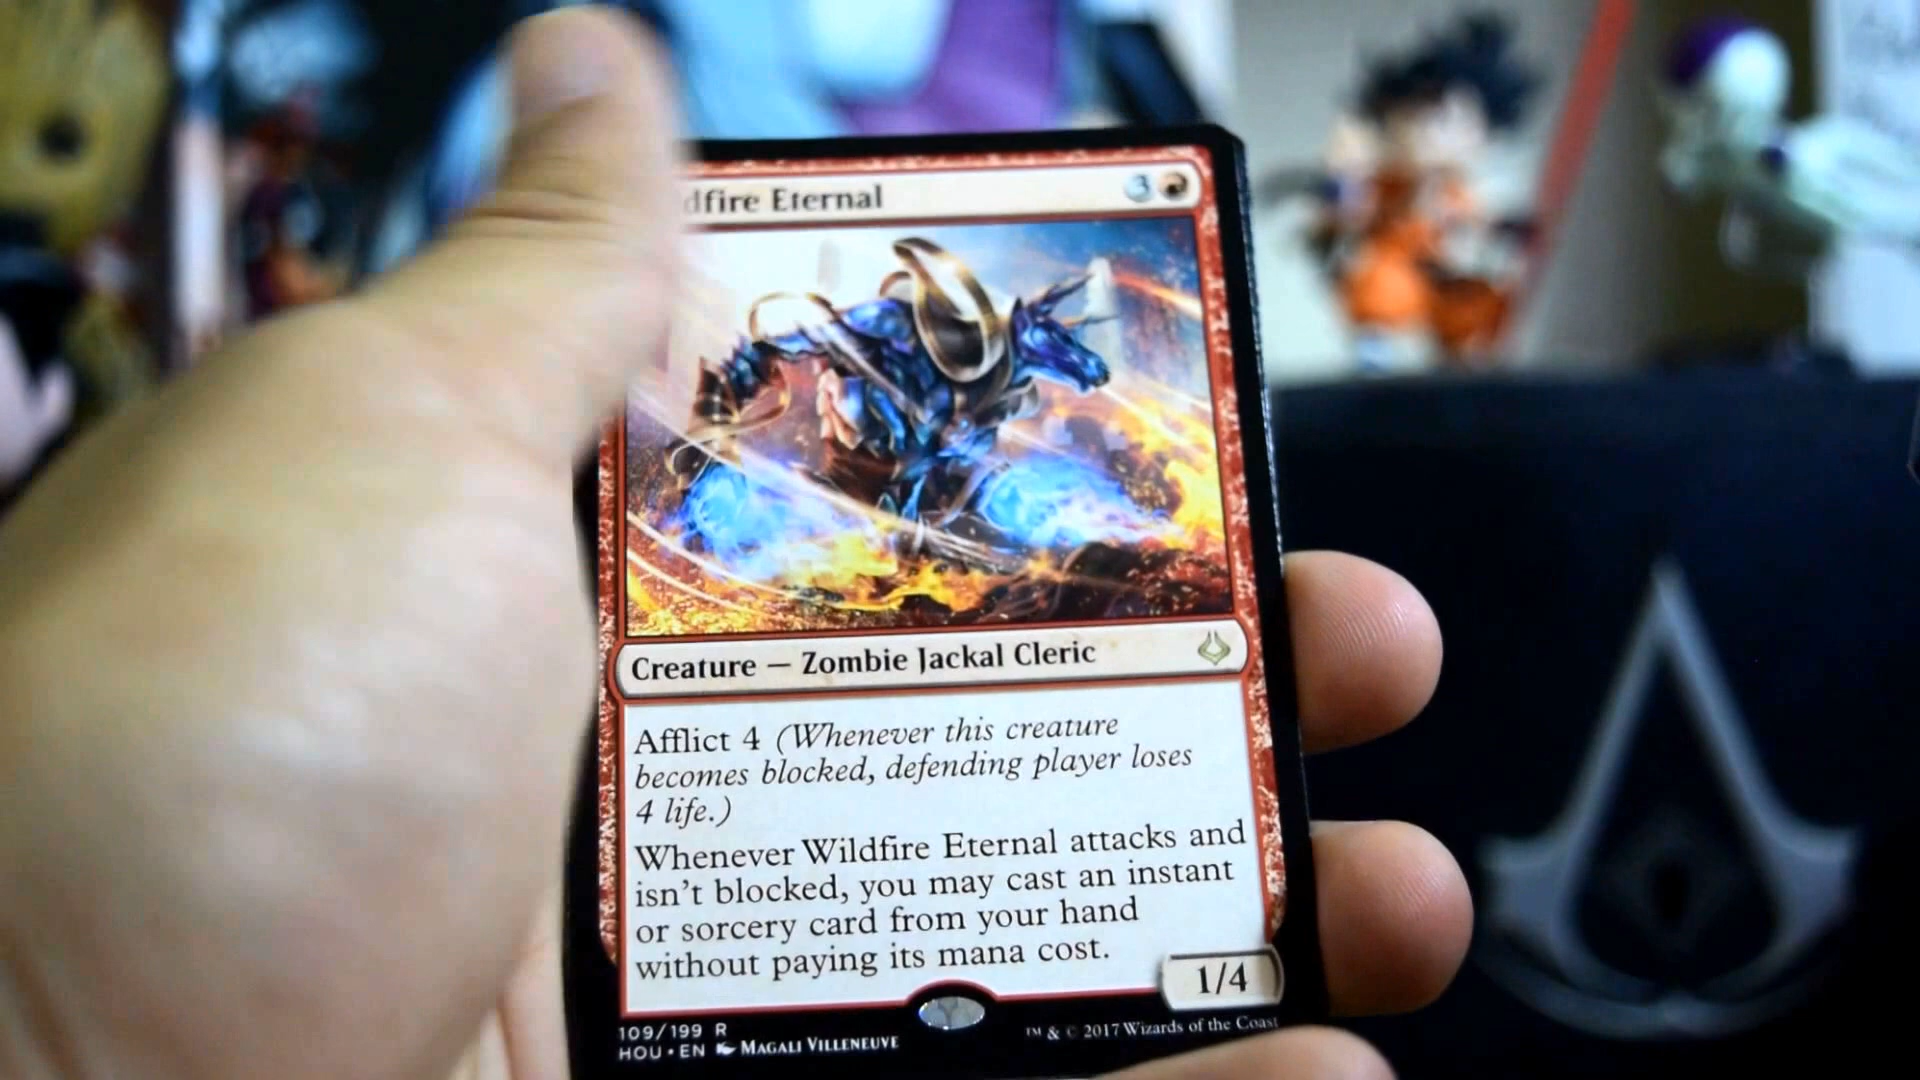 dfire Eternal 3
Creature — Zombie Jackal Cleric
Afflict 4 (Whenever this creature
becomes blocked, defending player loses
4 life.)
Whenever Wildfire Eternal attacks and
isn't blocked, you may cast an instant
or sorcery card from your hand
without paying its mana cost.
1/4
109/199 R
HOU • EN MAGALI VILLENEUVE
™ & © 2017 Wizards of the Coast